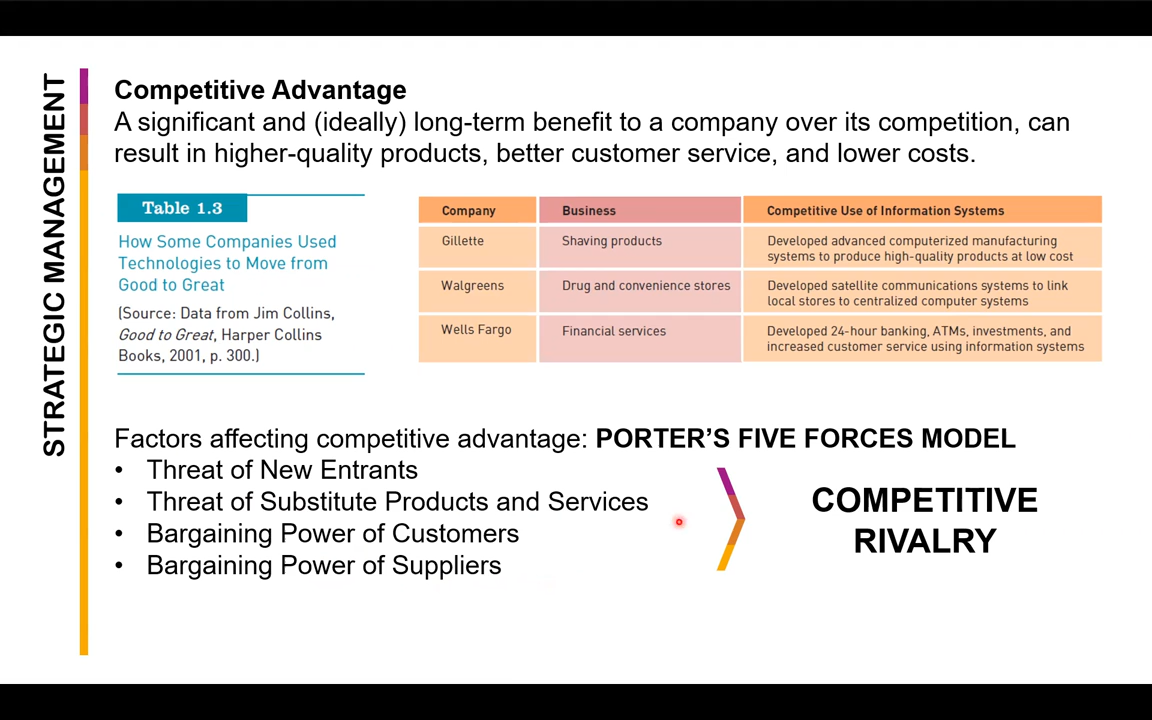 STRATEGIC MANAGEMENT
Competitive Advantage
A significant and (ideally) long-term benefit to a company over its competition, can
result in higher-quality products, better customer service, and lower costs.
Table 1.3
How Some Companies Used
Technologies to Move from
Good to Great
(Source: Data from Jim Collins,
Good to Great, Harper Collins
Books, 2001, p. 300.)
Company Business Competitive Use of Information Systems
Gillette Shaving products Developed advanced computerized manufacturing
systems to produce high-quality products at low cost
Walgreens Drug and convenience stores Developed satellite communications systems to link
local stores to centralized computer systems
Wells Fargo Financial services Developed 24-hour banking, ATMs, investments, and
increased customer service using information systems
Factors affecting competitive advantage: PORTER’S FIVE FORCES MODEL
• Threat of New Entrants
• Threat of Substitute Products and Services
• Bargaining Power of Customers
• Bargaining Power of Suppliers
COMPETITIVE
RIVALRY